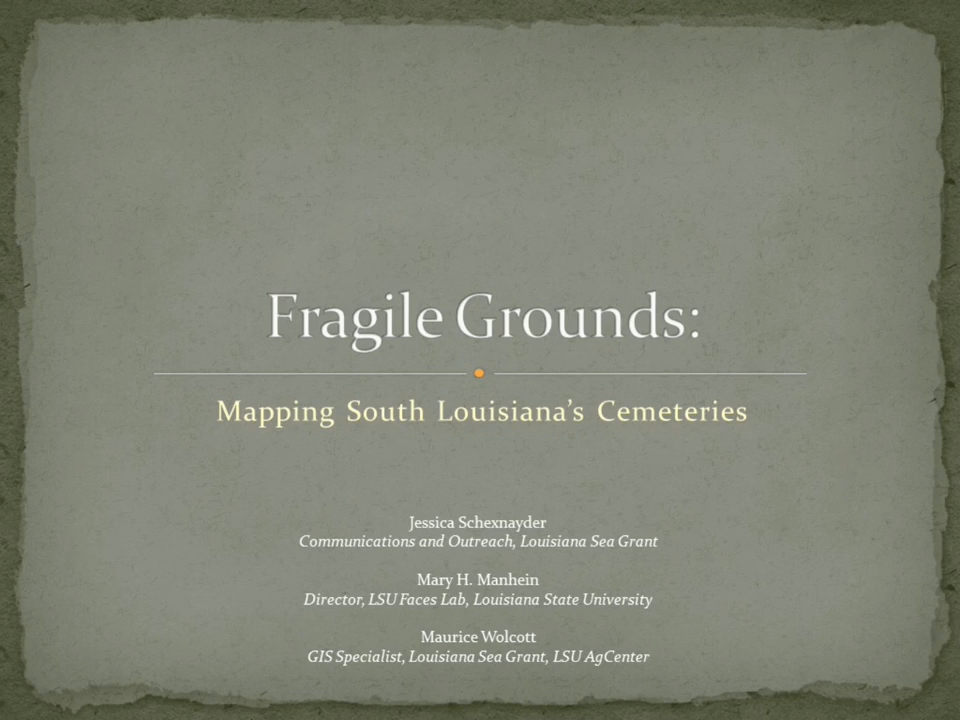 Fragile Grounds:
Mapping South Louisiana’s Cemeteries
Jessica Schexnayder
Communications and Outreach, Louisiana Sea Grant
Mary H. Manhein
Director, LSU Faces Lab, Louisiana State University
Maurice Wolcott
GIS Specialist, Louisiana Sea Grant, LSU AgCenter